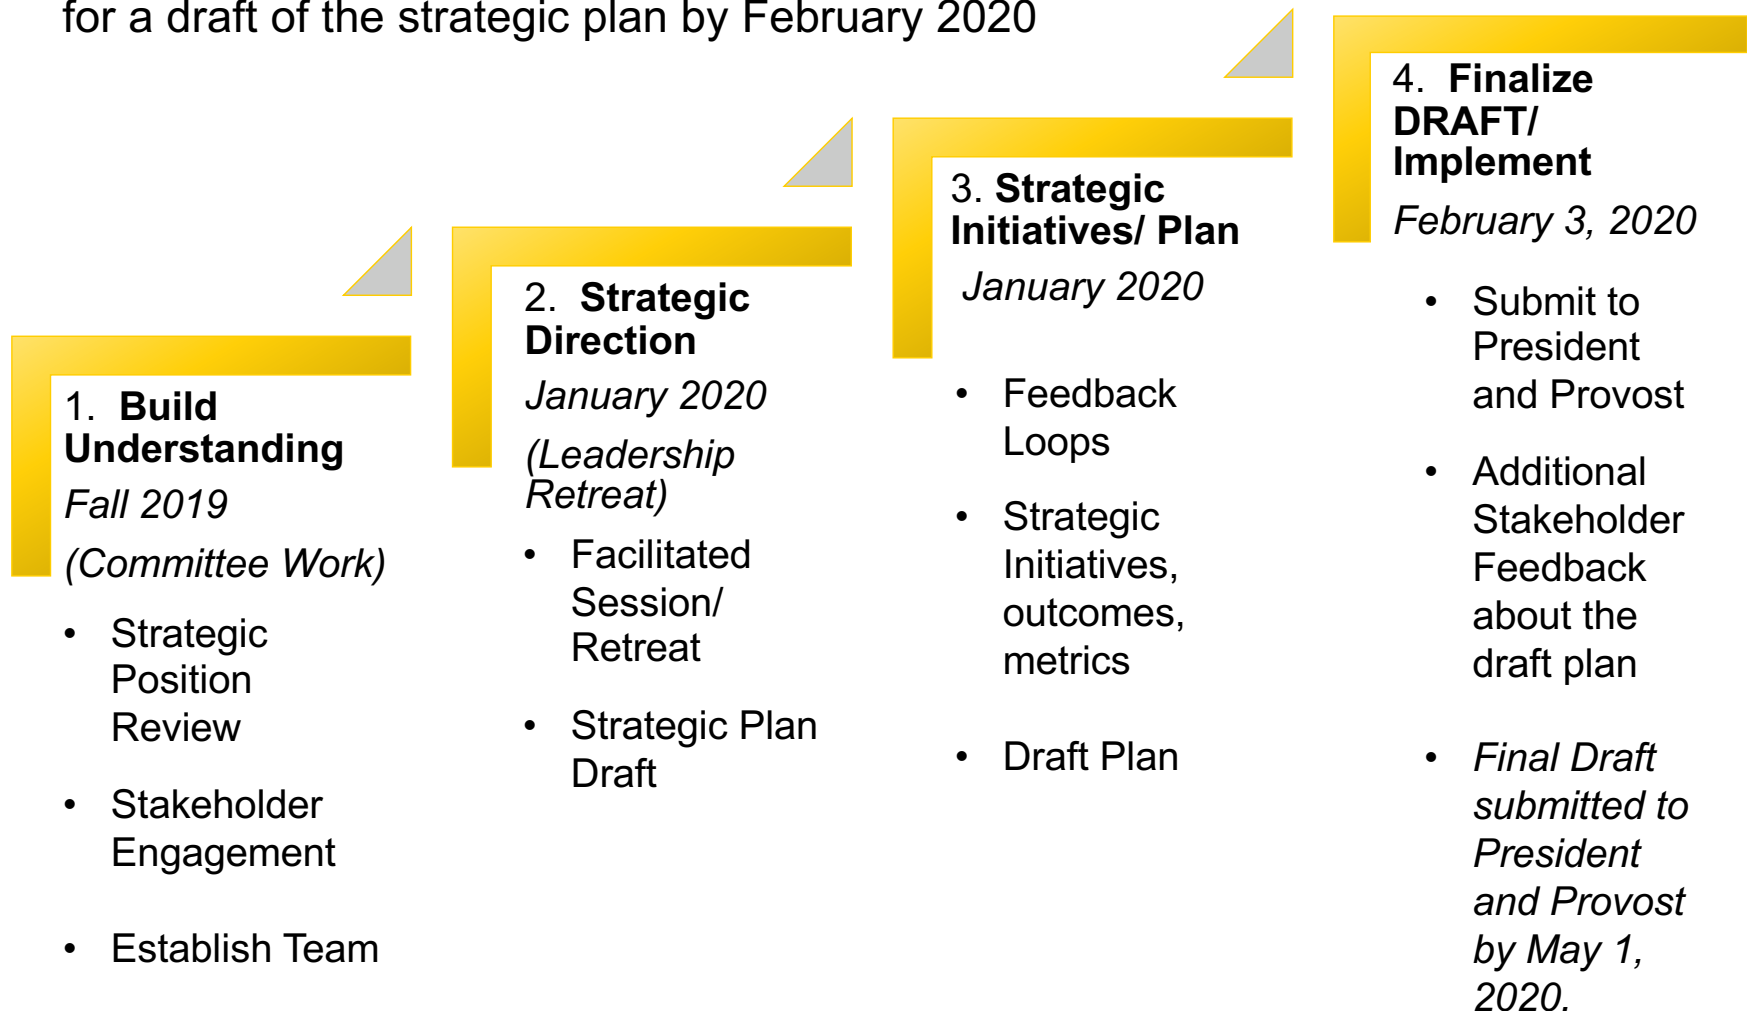 for a draft of the strategic plan by February 2020
1. Build
Understanding
Fall 2019
(Committee Work)
• Strategic
Position
Review
• Stakeholder
Engagement
• Establish Team
2. Strategic
Direction
January 2020
(Leadership
Retreat)
• Facilitated
Session/
Retreat
• Strategic Plan
Draft
3. Strategic
Initiatives/ Plan
January 2020
• Feedback
Loops
• Strategic
Initiatives,
outcomes,
metrics
• Draft Plan
4. Finalize
DRAFT/
Implement
February 3, 2020
• Submit to
President
and Provost
• Additional
Stakeholder
Feedback
about the
draft plan
• Final Draft
submitted to
President
and Provost
by May 1,
2020.